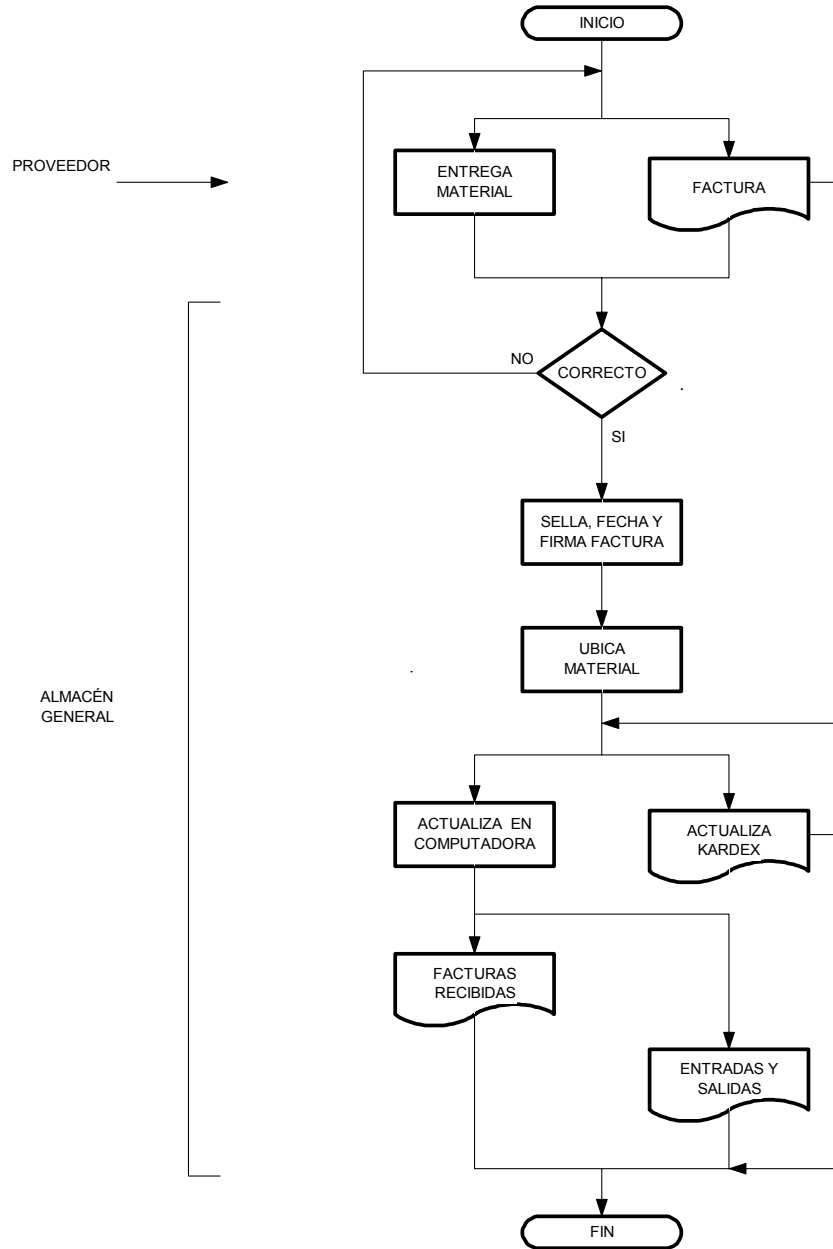 INICIO
PROVEEDOR
ENTREGA
MATERIAL
FACTURA
NO
CORRECTO
SI
SELLA, FECHA Y
FIRMA FACTURA
UBICA
MATERIAL
ALMACÉN
GENERAL
ACTUALIZA EN
COMPUTADORA
ACTUALIZA
KARDEX
FACTURAS
RECIBIDAS
ENTRADAS Y
SALIDAS
FIN